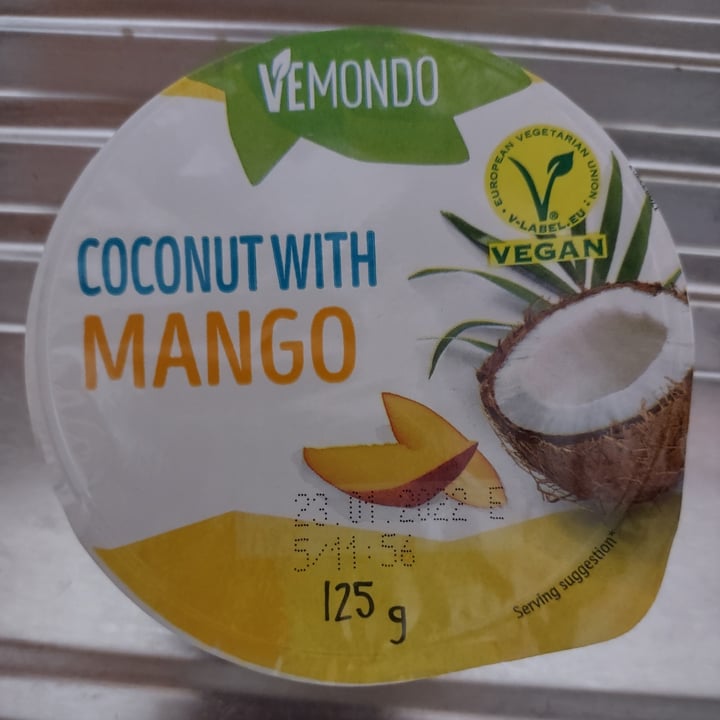 VEMONDO
EUROPEAN VEGETARIAN UNION
V-LABEL.EU
VEGAN
COCONUT WITH
MANGO
23.01.2022 E
5/11:56
125 g
Serving suggestion*